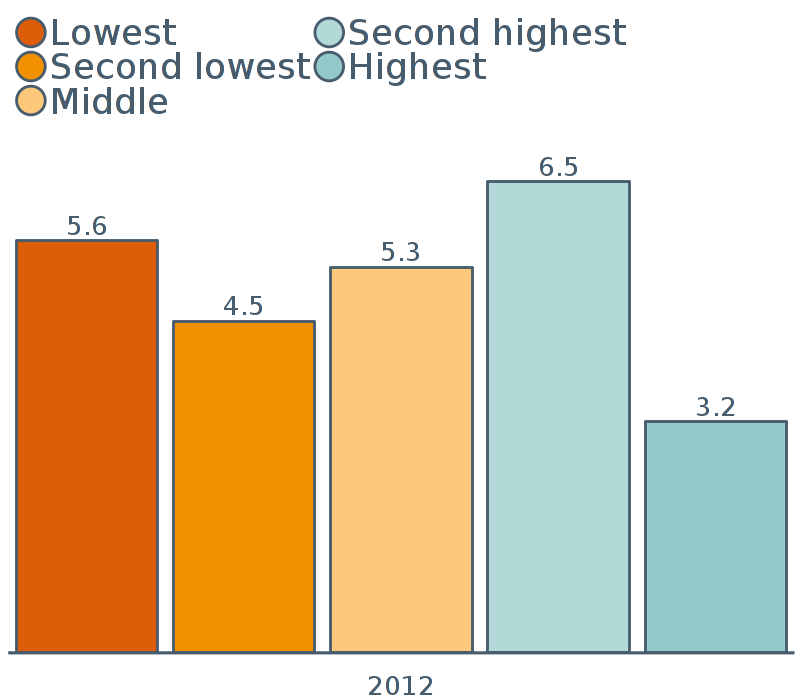 Lowest
Second lowest
Middle
Second highest
Highest
5.6
4.5
5.3
6.5
3.2
2012